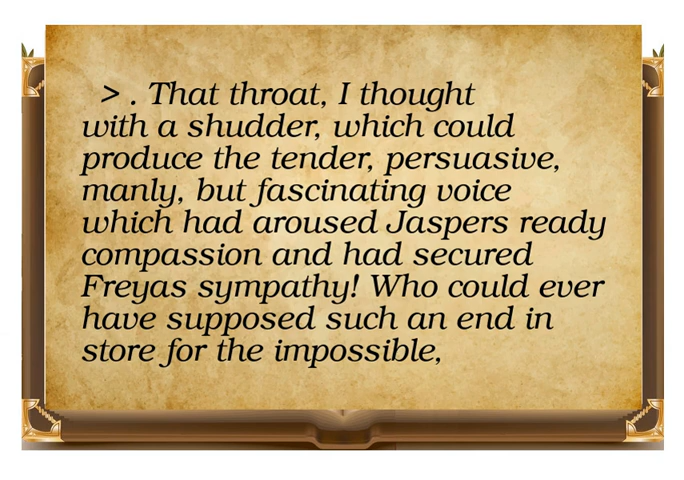 > . That throat, I thought
with a shudder, which could
produce the tender, persuasive,
manly, but fascinating voice
which had aroused Jaspers ready
compassion and had secured
Freyas sympathy! Who could ever
have supposed such an end in
store for the impossible,